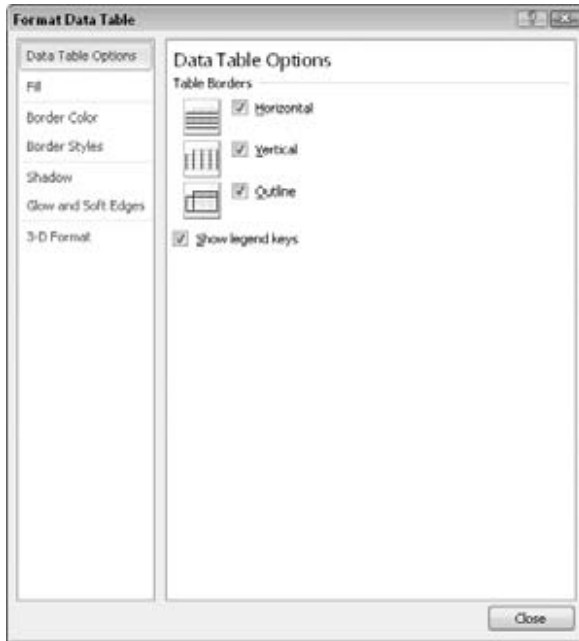 Format Data Table
Data Table Options
Fill
Border Color
Border Styles
Shadow
Glow and Soft Edges
3-D Format
Data Table Options
Table Borders
Horizontal
Vertical
Outline
Show legend keys
Close